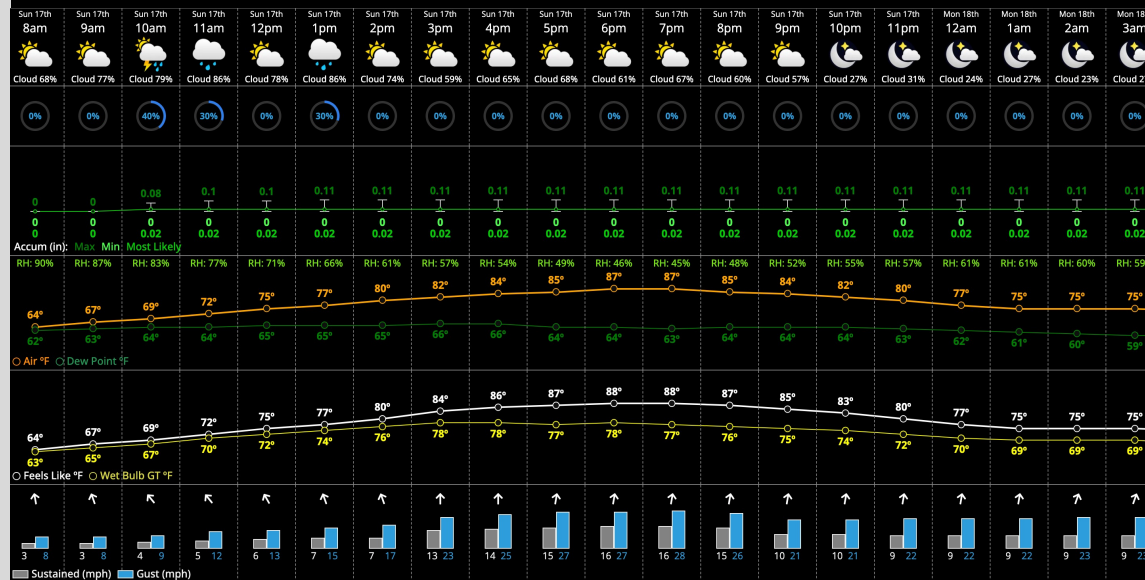 Sun 17th Sun 17th Sun 17th Sun 17th Sun 17th Sun 17th Sun 17th Sun 17th Sun 17th Sun 17th Sun 17th Sun 17th Sun 17th Sun 17th Sun 17th Sun 17th Mon 18th Mon 18th Mon 18th Mon 18
8am 9am 10am 11am 12pm 1pm 2pm 3pm 4pm 5pm 6pm 7pm 8pm 9pm 10pm 11pm 12am 1am 2am 3am
Cloud 68% Cloud 77% Cloud 79% Cloud 86% Cloud 78% Cloud 86% Cloud 74% Cloud 59% Cloud 65% Cloud 68% Cloud 61% Cloud 67% Cloud 60% Cloud 57% Cloud 27% Cloud 31% Cloud 24% Cloud 27% Cloud 23% Cloud 2
0% 0% 40% 30% 0% 30% 0% 0% 0% 0% 0% 0% 0% 0% 0% 0% 0% 0% 0% 0%
0 0 0.08 0.1 0.1 0.11 0.11 0.11 0.11 0.11 0.11 0.11 0.11 0.11 0.11 0.11 0.11 0.11 0.11 0.11
0 0 0 0 0 0 0 0 0 0 0 0 0 0 0 0 0 0 0 0
0 0 0.02 0.02 0.02 0.02 0.02 0.02 0.02 0.02 0.02 0.02 0.02 0.02 0.02 0.02 0.02 0.02 0.02 0.02
Accum (in): Max Min: Most Likely
RH: 90% RH: 87% RH: 83% RH: 77% RH: 71% RH: 66% RH: 61% RH: 57% RH: 54% RH: 49% RH: 46% RH: 45% RH: 48% RH: 52% RH: 55% RH: 57% RH: 61% RH: 61% RH: 60% RH: 59
64° 67° 69° 72° 75° 77° 80° 82° 84° 85° 87° 87° 85° 84° 82° 80° 77° 75° 75° 75°
62° 63° 64° 64° 65° 65° 65° 66° 66° 64° 64° 63° 64° 64° 64° 63° 62° 61° 60° 59°
Air °F Dew Point °F
64° 67° 69° 72° 75° 77° 80° 84° 86° 87° 88° 88° 87° 85° 83° 80° 77° 75° 75° 75°
63° 65° 67° 70° 72° 74° 76° 78° 78° 77° 78° 77° 76° 75° 74° 72° 70° 69° 69° 69°
Feels Like °F Wet Bulb GT °F
3 8 3 8 4 9 5 12 6 13 7 15 7 17 13 23 14 25 15 27 16 27 16 28 15 26 10 21 10 21 9 22 9 22 9 22 9 23 9 23
Sustained (mph) Gust (mph)